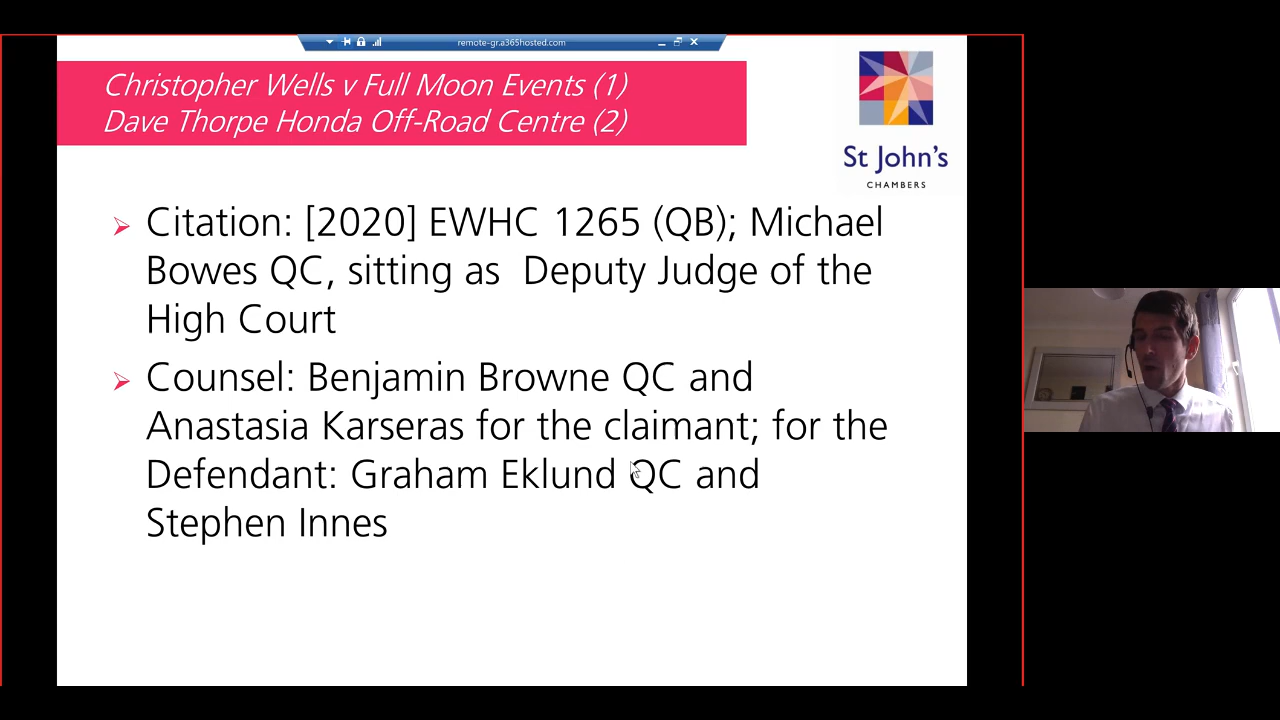 remote-gr.a365hosted.com
Christopher Wells v Full Moon Events (1)
Dave Thorpe Honda Off-Road Centre (2)
St John's
CHAMBERS
Citation: [2020] EWHC 1265 (QB); Michael
Bowes QC, sitting as Deputy Judge of the
High Court
Counsel: Benjamin Browne QC and
Anastasia Karseras for the claimant; for the
Defendant: Graham Eklund QC and
Stephen Innes